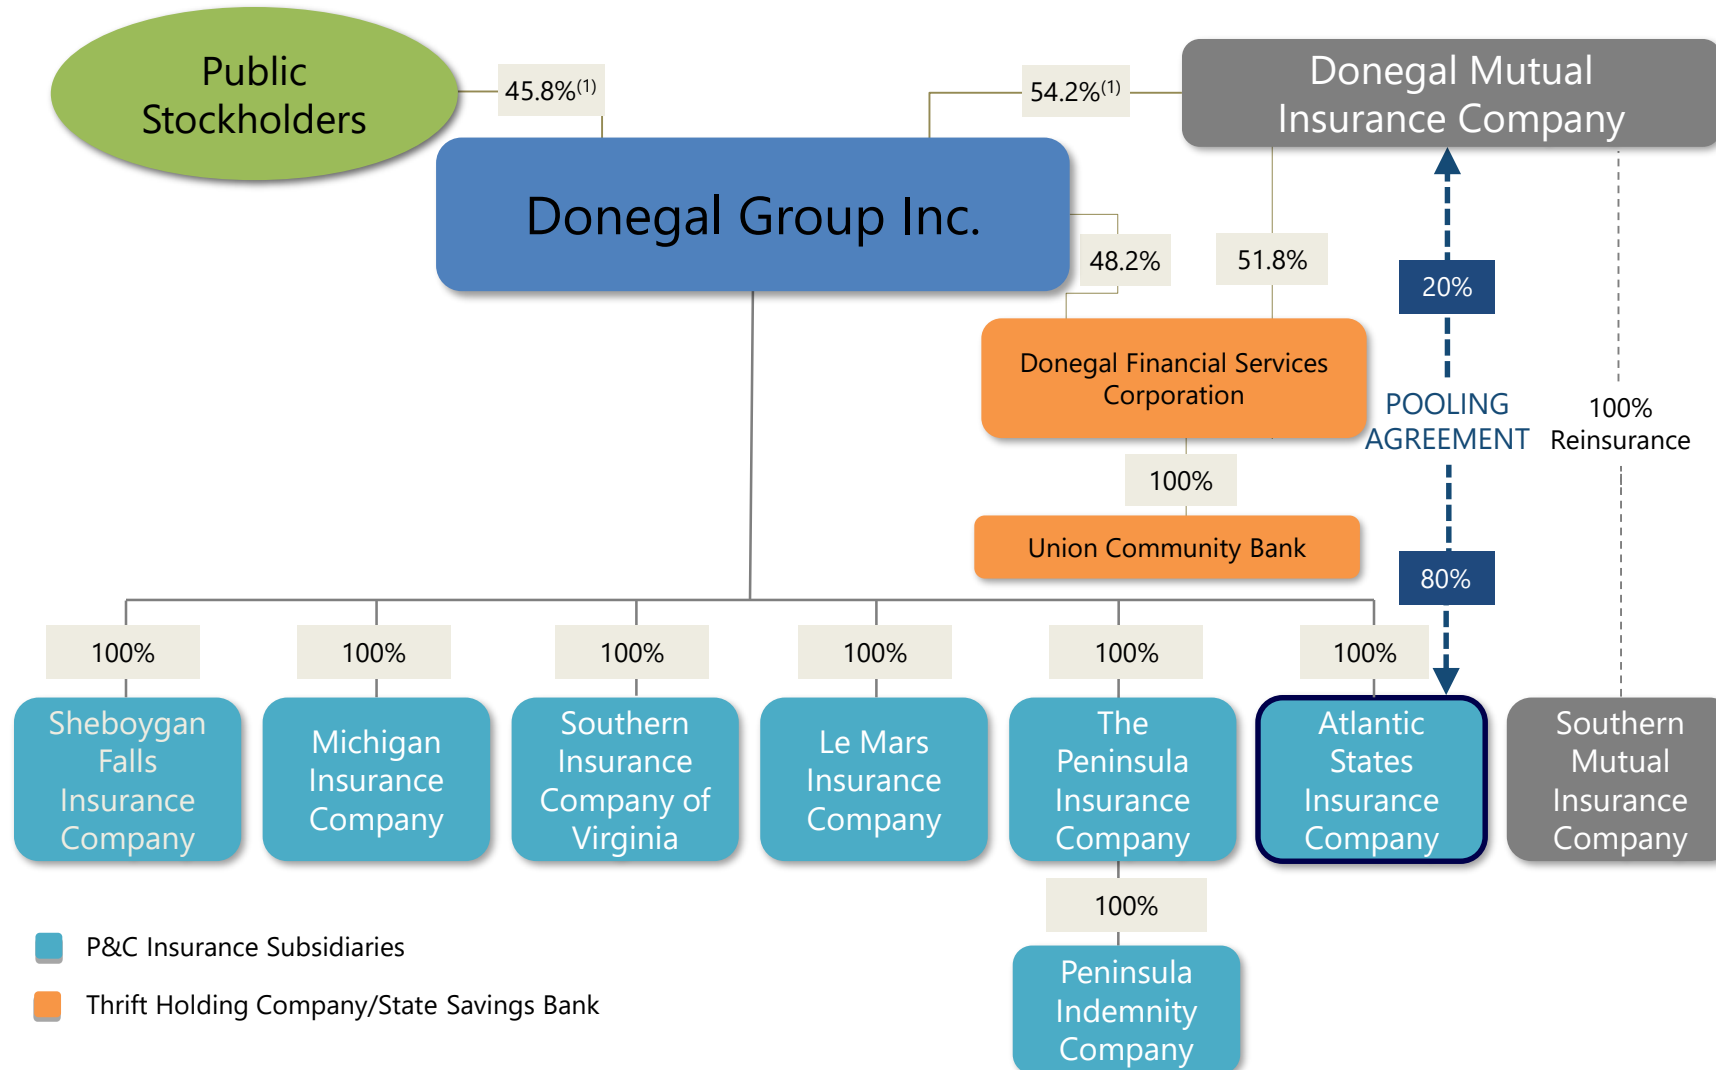 Public
Stockholders
45.8%(1)
54.2%(1)
Donegal Mutual
Insurance Company
Donegal Group Inc.
48.2%
51.8%
20%
Donegal Financial Services
Corporation
POOLING
AGREEMENT
100%
Reinsurance
100%
Union Community Bank
80%
100%
100%
100%
100%
100%
100%
Sheboygan
Falls
Insurance
Company
Michigan
Insurance
Company
Southern
Insurance
Company of
Virginia
Le Mars
Insurance
Company
The
Peninsula
Insurance
Company
Atlantic
States
Insurance
Company
Southern
Mutual
Insurance
Company
100%
Peninsula
Indemnity
Company
P&C Insurance Subsidiaries
Thrift Holding Company/State Savings Bank